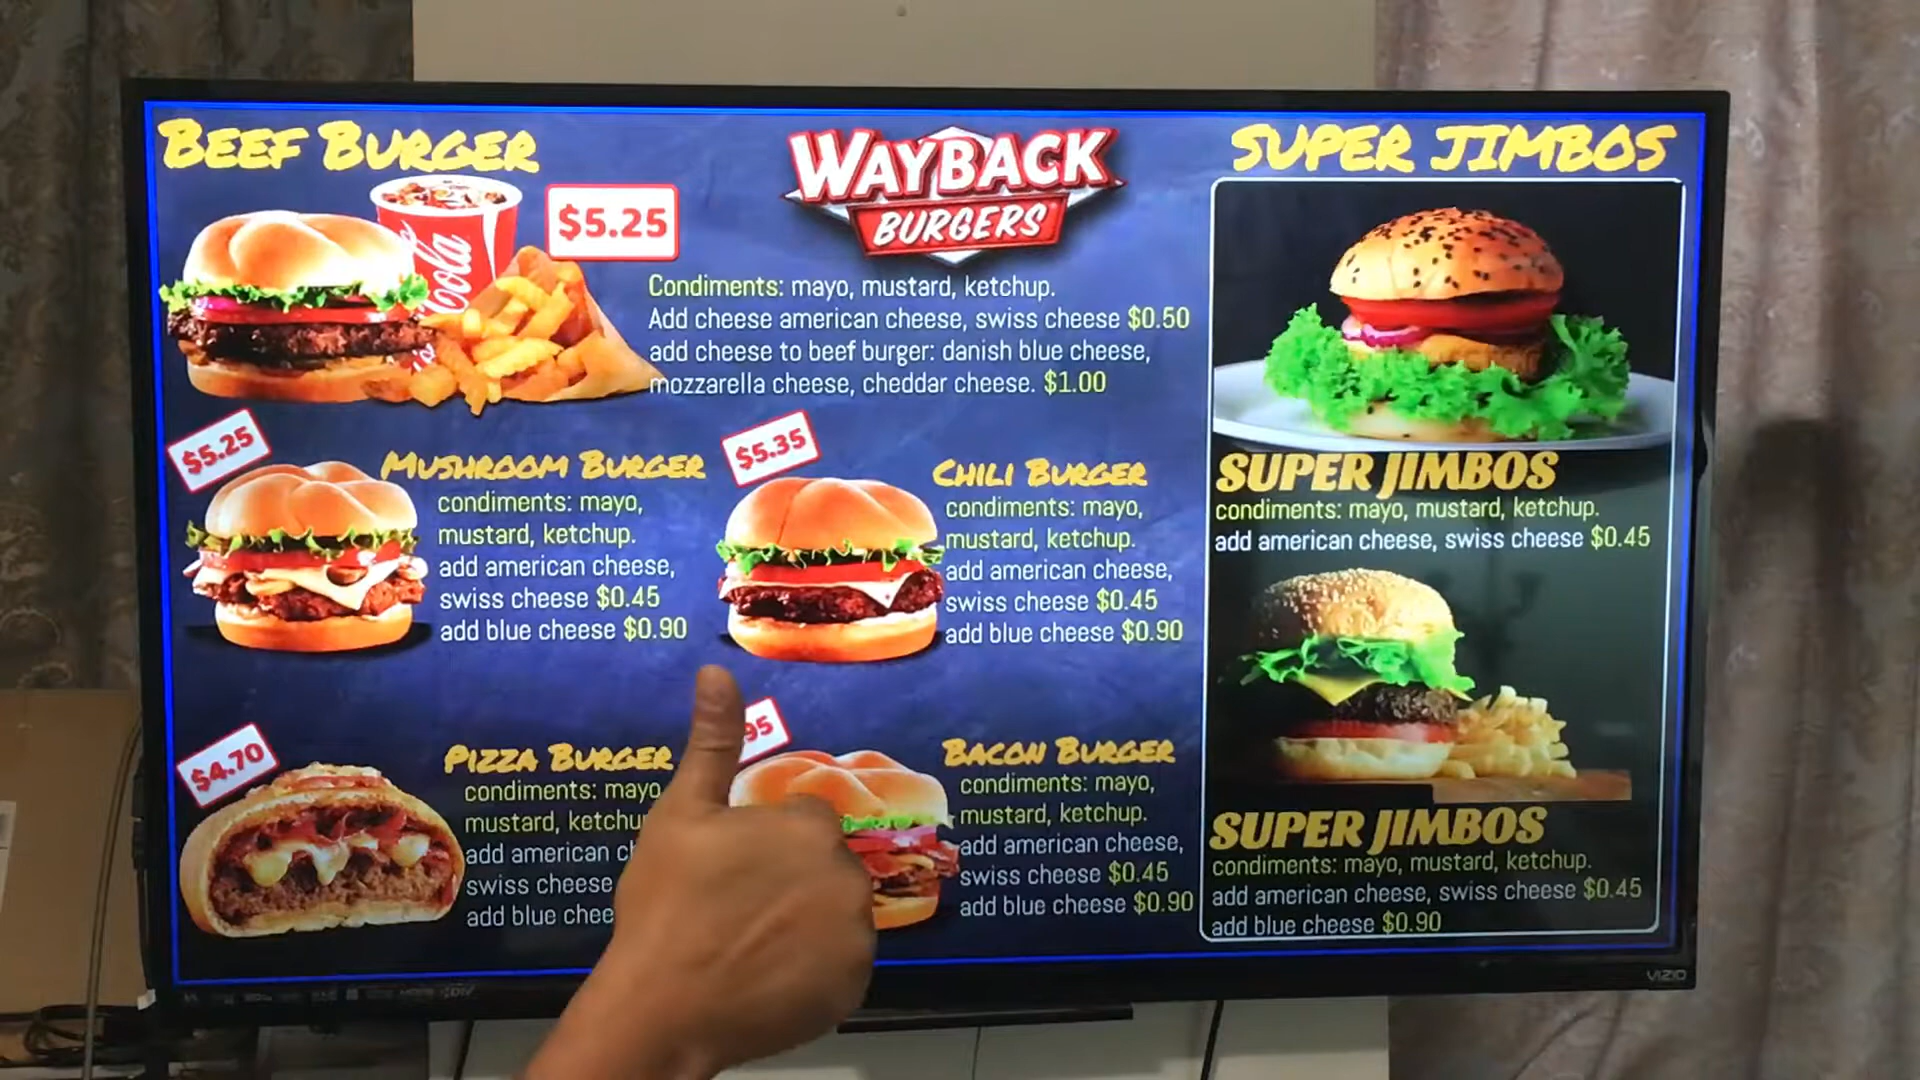 BEEF BURGER
$5.25
Cola
WAYBACK
BURGERS
Condiments: mayo, mustard, ketchup.
Add cheese american cheese, swiss cheese $0.50
add cheese to beef burger: danish blue cheese,
mozzarella cheese, cheddar cheese. $1.00
$5.25
MUSHROOM BURGER
condiments: mayo,
mustard, ketchup.
add american cheese,
swiss cheese $0.45
add blue cheese $0.90
$5.35
CHILI BURGER
condiments: mayo,
mustard, ketchup.
add american cheese,
swiss cheese $0.45
add blue cheese $0.90
$4.70
PIZZA BURGER
condiments: mayo
mustard,
add american
swiss cheese
add blue
95
BACON BURGER
condiments: mayo,
mustard, ketchup.
add american cheese,
swiss cheese $0.45
add blue cheese $0.90
SUPER JIMBOS
SUPER JIMBOS
condiments: mayo, mustard, ketchup.
add american cheese, swiss cheese $0.45
SUPER JIMBOS
condiments: mayo, mustard, ketchup.
add american cheese, swiss cheese $0.45
add blue cheese $0.90
VIZIO